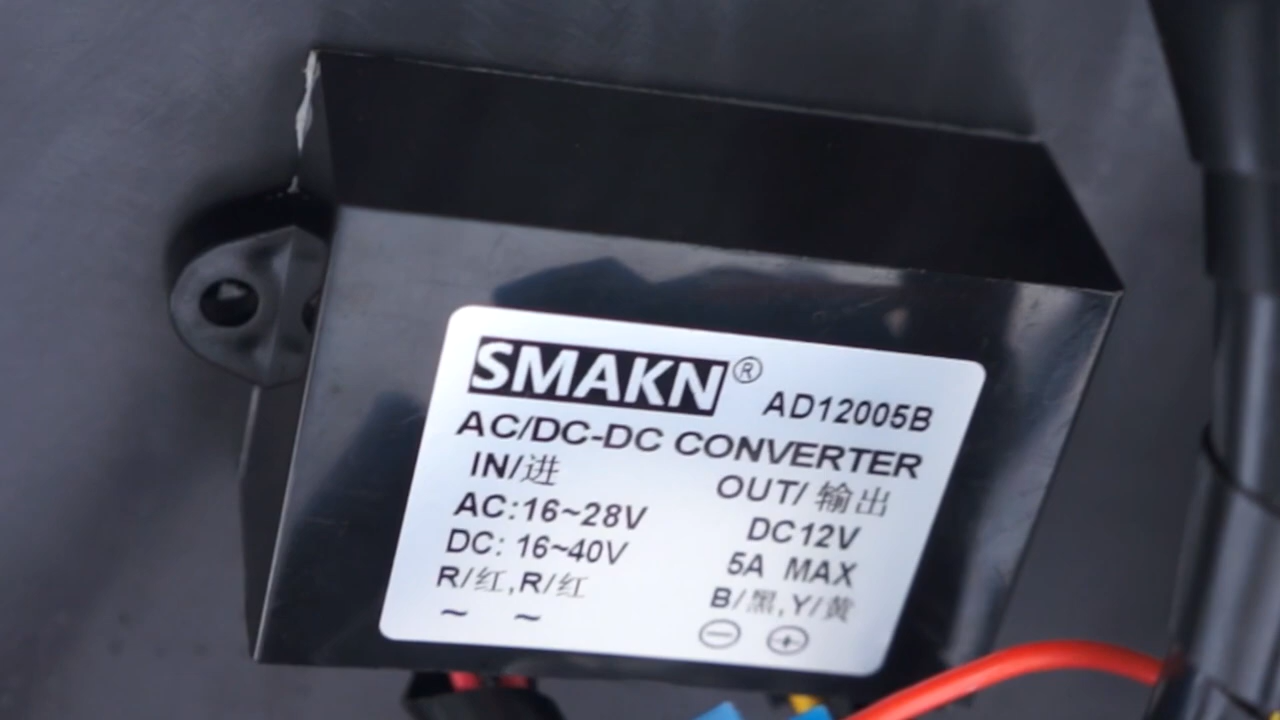 SMAKN® AD12005B
AC/DC-DC CONVERTER
IN/进 OUT/输出
AC:16~28V DC12V
DC: 16~40V 5A MAX
R/红,R/红 B/黑,Y/黄
~ ~ ⊖ ⊕